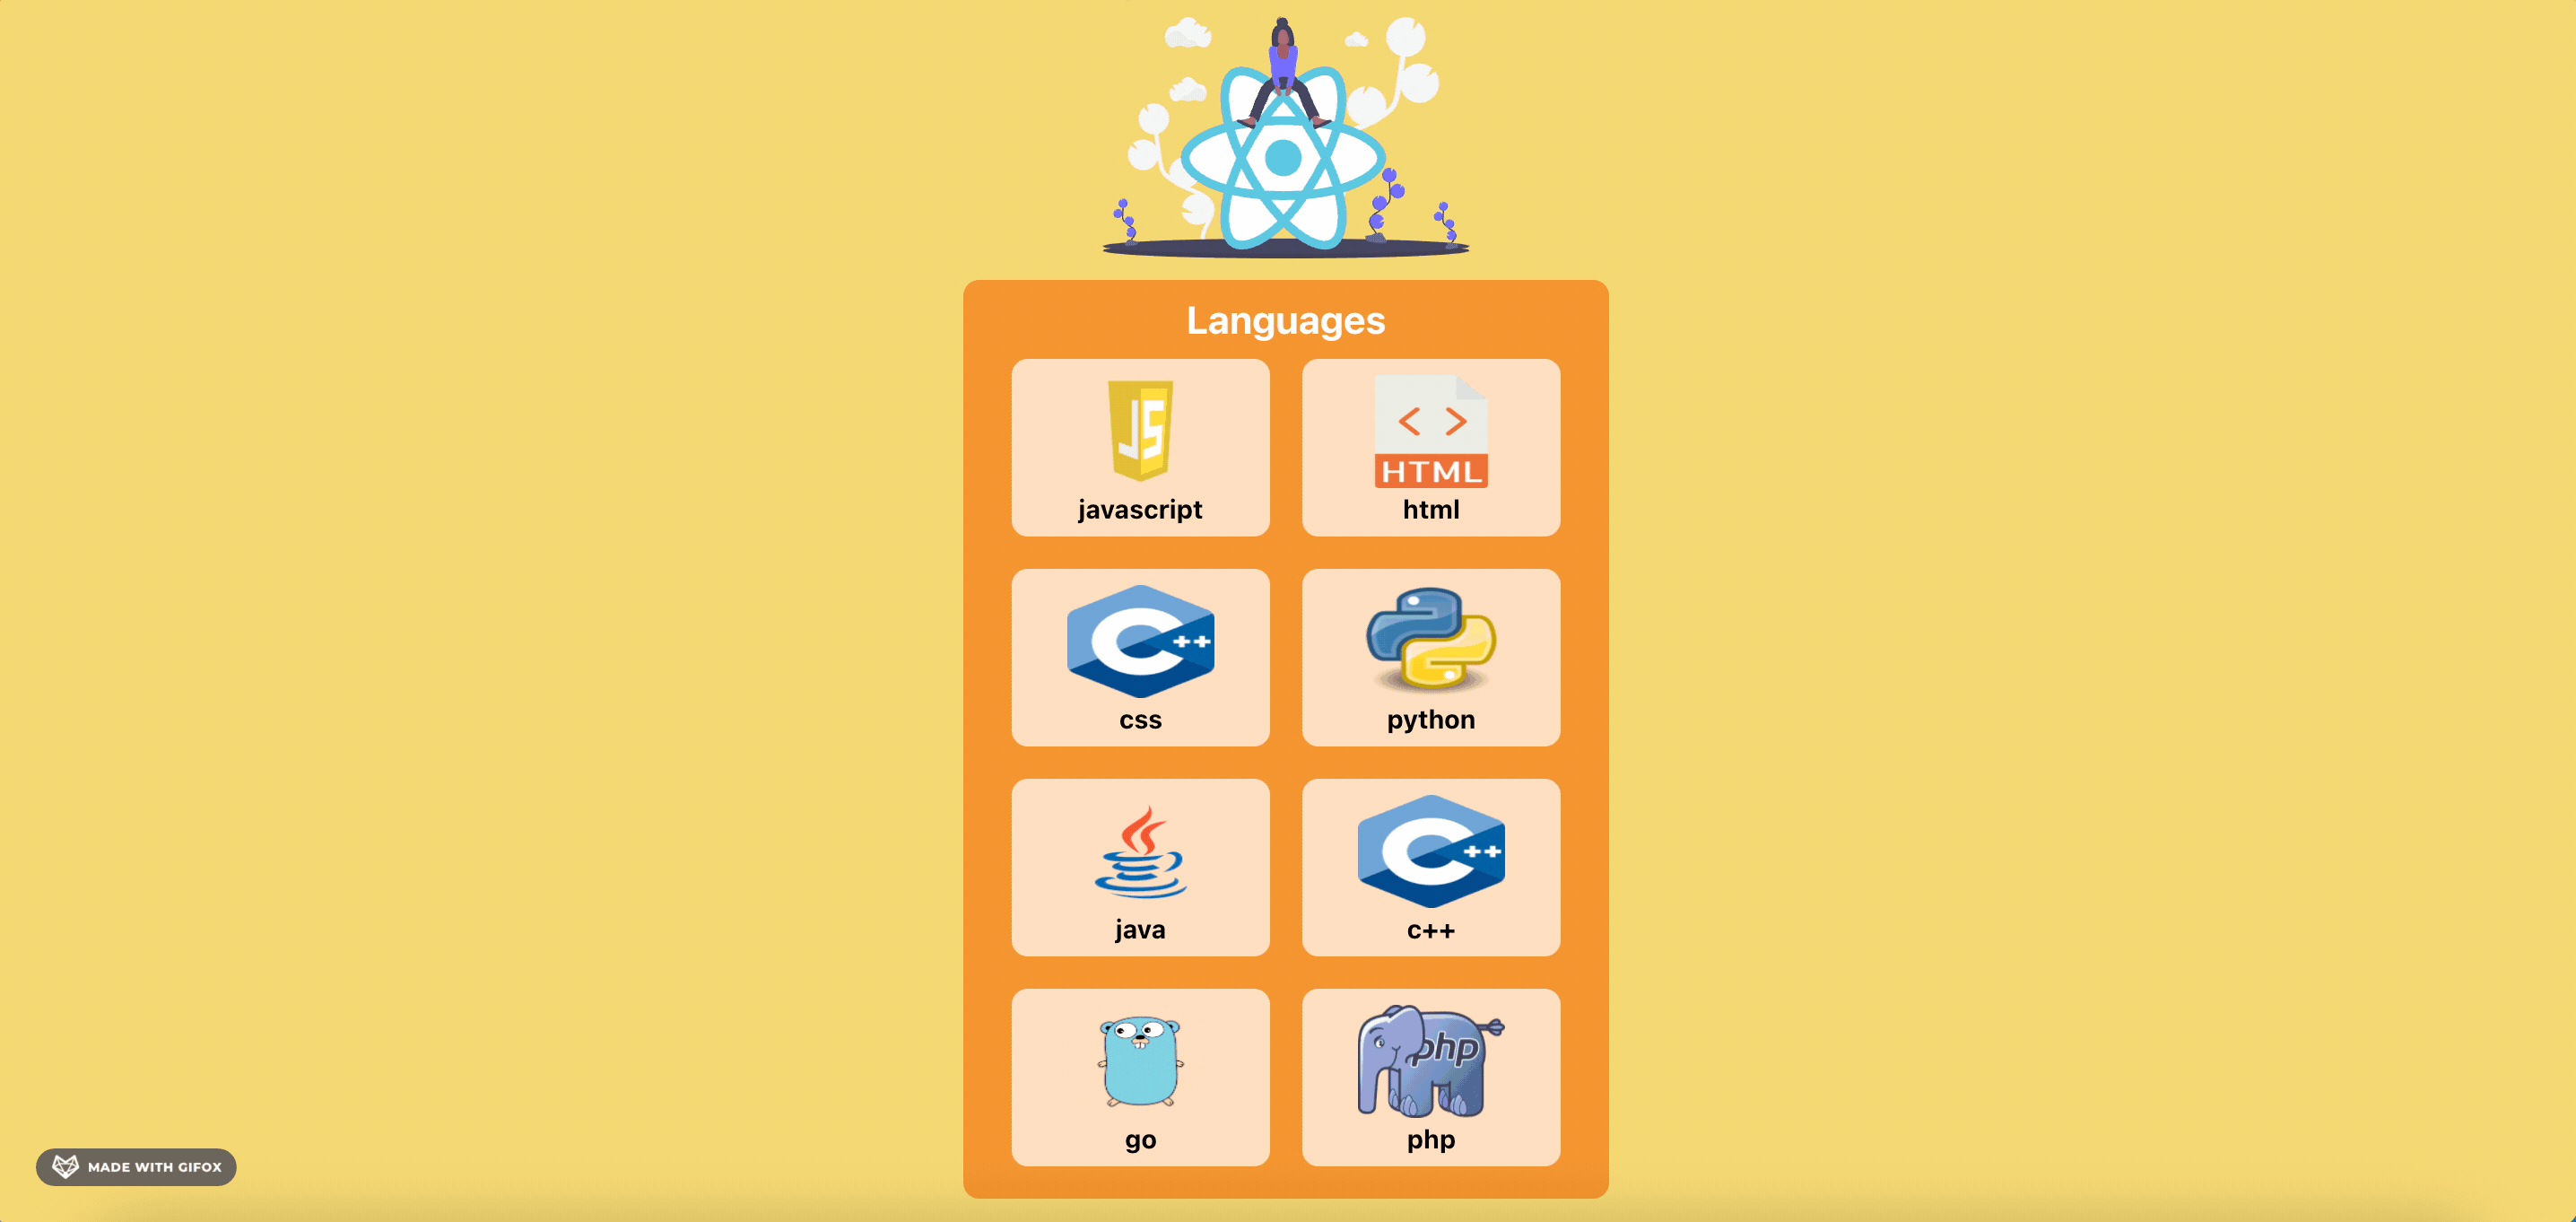 Languages
JS
< >
HTML
javascript
html
C++
css
python
java
C++
c++
php
go
php
MADE WITH GIFOX